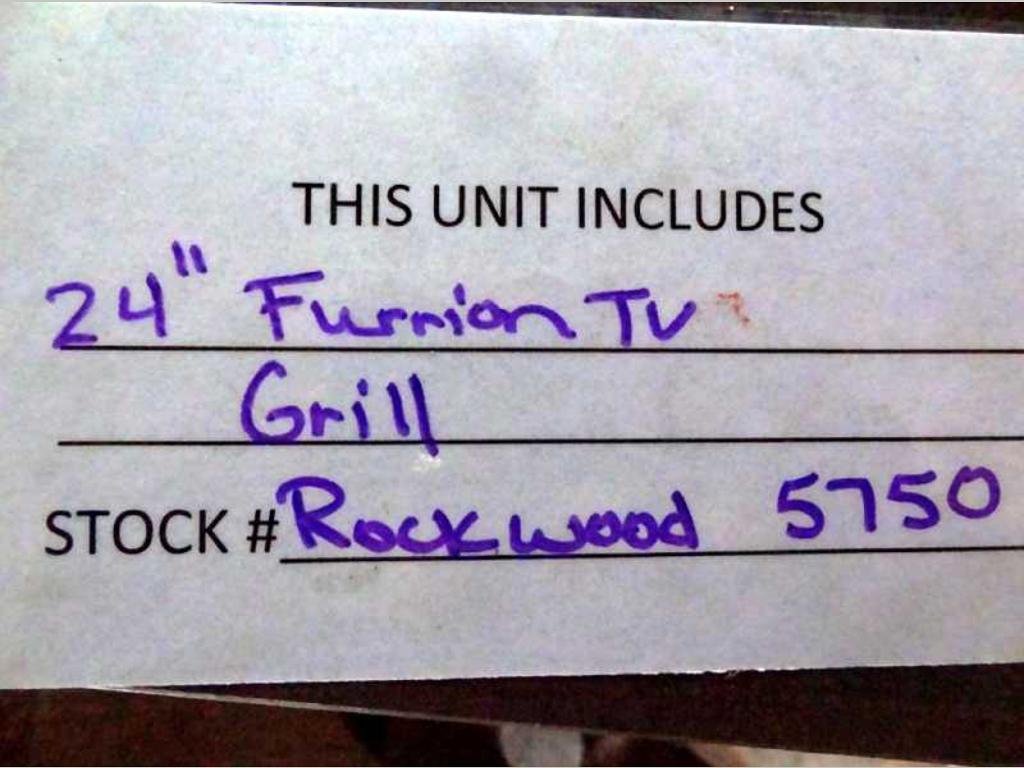 THIS UNIT INCLUDES
24" Furrion TV
Grill
STOCK # Rockwood 5750